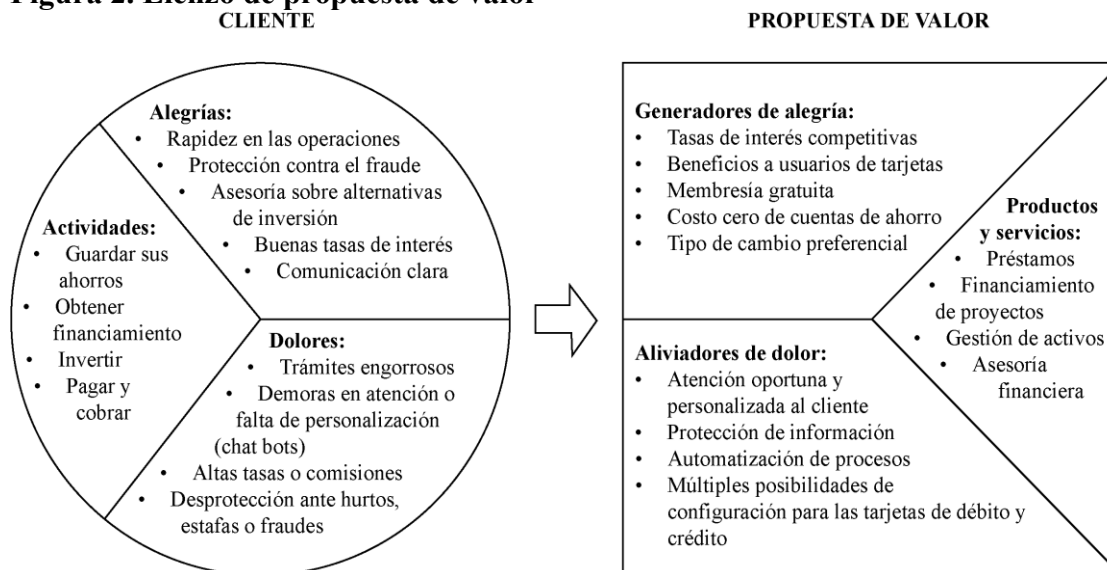 Figura 2. Lienzo de propuesta de valor
CLIENTE
Alegrías:
• Rapidez en las operaciones
• Protección contra el fraude
• Asesoría sobre alternativas
de inversión
• Buenas tasas de interés
• Comunicación clara
Actividades:
• Guardar sus
ahorros
• Obtener
financiamiento
• Invertir
• Pagar y
cobrar
Dolores:
• Trámites engorrosos
• Demoras en atención o
falta de personalización
(chat bots)
• Altas tasas o comisiones
• Desprotección ante hurtos,
estafas o fraudes
PROPUESTA DE VALOR
Generadores de alegría:
• Tasas de interés competitivas
• Beneficios a usuarios de tarjetas
• Membresía gratuita
• Costo cero de cuentas de ahorro
• Tipo de cambio preferencial
Productos
y servicios:
• Préstamos
• Financiamiento
de proyectos
• Gestión de activos
• Asesoría
financiera
Aliviadores de dolor:
• Atención oportuna y
personalizada al cliente
• Protección de información
• Automatización de procesos
• Múltiples posibilidades de
configuración para las tarjetas de débito y
crédito